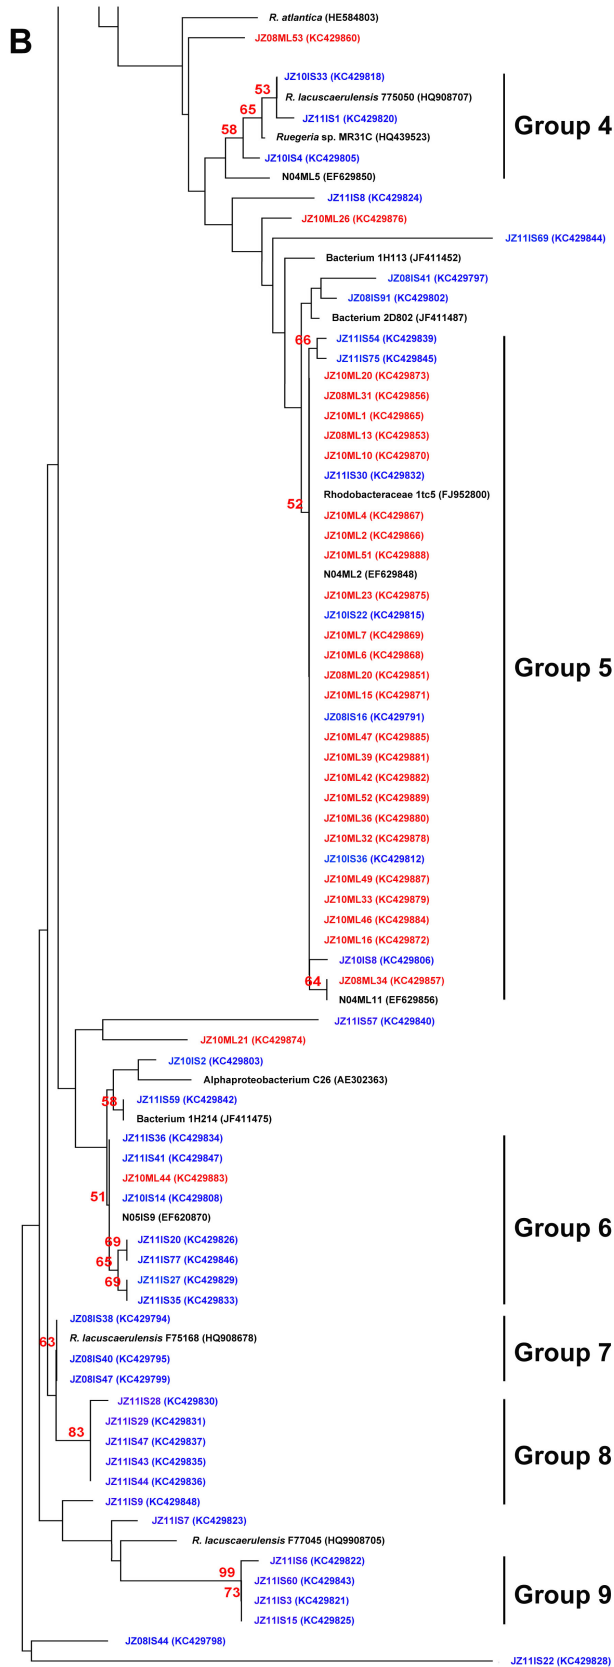 B
R. atlantica (HE584803)
JZ08ML53 (KC429860)
JZ10IS33 (KC429818)
53
R. lacuscaerulensis 775050 (HQ908707)
65
JZ11IS1 (KC429820)
Group 4
58
Ruegeria sp. MR31C (HQ439523)
JZ10IS4 (KC429805)
N04ML5 (EF629850)
JZ11IS8 (KC429824)
JZ10ML26 (KC429876)
JZ11IS69 (KC429844)
Bacterium 1H113 (JF411452)
JZ08IS41 (KC429797)
JZ08IS91 (KC429802)
Bacterium 2D802 (JF411487)
66
JZ11IS54 (KC429839)
JZ11IS75 (KC429845)
JZ10ML20 (KC429873)
JZ08ML31 (KC429856)
JZ10ML1 (KC429865)
JZ08ML13 (KC429853)
JZ10ML10 (KC429870)
JZ11IS30 (KC429832)
Rhodobacteraceae 1tc5 (FJ952800)
52
JZ10ML4 (KC429867)
JZ10ML2 (KC429866)
JZ10ML51 (KC429888)
N04ML2 (EF629848)
JZ10ML23 (KC429875)
JZ10IS22 (KC429815)
JZ10ML7 (KC429869)
JZ10ML6 (KC429868)
Group 5
JZ08ML20 (KC429851)
JZ10ML15 (KC429871)
JZ08IS16 (KC429791)
JZ10ML47 (KC429885)
JZ10ML39 (KC429881)
JZ10ML42 (KC429882)
JZ10ML52 (KC429889)
JZ10ML36 (KC429880)
JZ10ML32 (KC429878)
JZ10IS36 (KC429812)
JZ10ML49 (KC429887)
JZ10ML33 (KC429879)
JZ10ML46 (KC429884)
JZ10ML16 (KC429872)
JZ10IS8 (KC429806)
64
JZ08ML34 (KC429857)
N04ML11 (EF629856)
JZ11IS57 (KC429840)
JZ10ML21 (KC429874)
JZ10IS2 (KC429803)
Alphaproteobacterium C26 (AE302363)
58
JZ11IS59 (KC429842)
Bacterium 1H214 (JF411475)
JZ11IS36 (KC429834)
JZ11IS41 (KC429847)
JZ10ML44 (KC429883)
51
JZ10IS14 (KC429808)
N05IS9 (EF620870)
Group 6
69
JZ11IS20 (KC429826)
65
JZ11IS77 (KC429846)
69
JZ11IS27 (KC429829)
JZ11IS35 (KC429833)
JZ08IS38 (KC429794)
63
R. lacuscaerulensis F75168 (HQ908678)
Group 7
JZ08IS40 (KC429795)
JZ08IS47 (KC429799)
JZ11IS28 (KC429830)
JZ11IS29 (KC429831)
83
JZ11IS47 (KC429837)
Group 8
JZ11IS43 (KC429835)
JZ11IS44 (KC429836)
JZ11IS9 (KC429848)
JZ11IS7 (KC429823)
R. lacuscaerulensis F77045 (HQ9908705)
JZ11IS6 (KC429822)
99
JZ11IS60 (KC429843)
73
Group 9
JZ11IS3 (KC429821)
JZ11IS15 (KC429825)
JZ08IS44 (KC429798)
JZ11IS22 (KC429828)